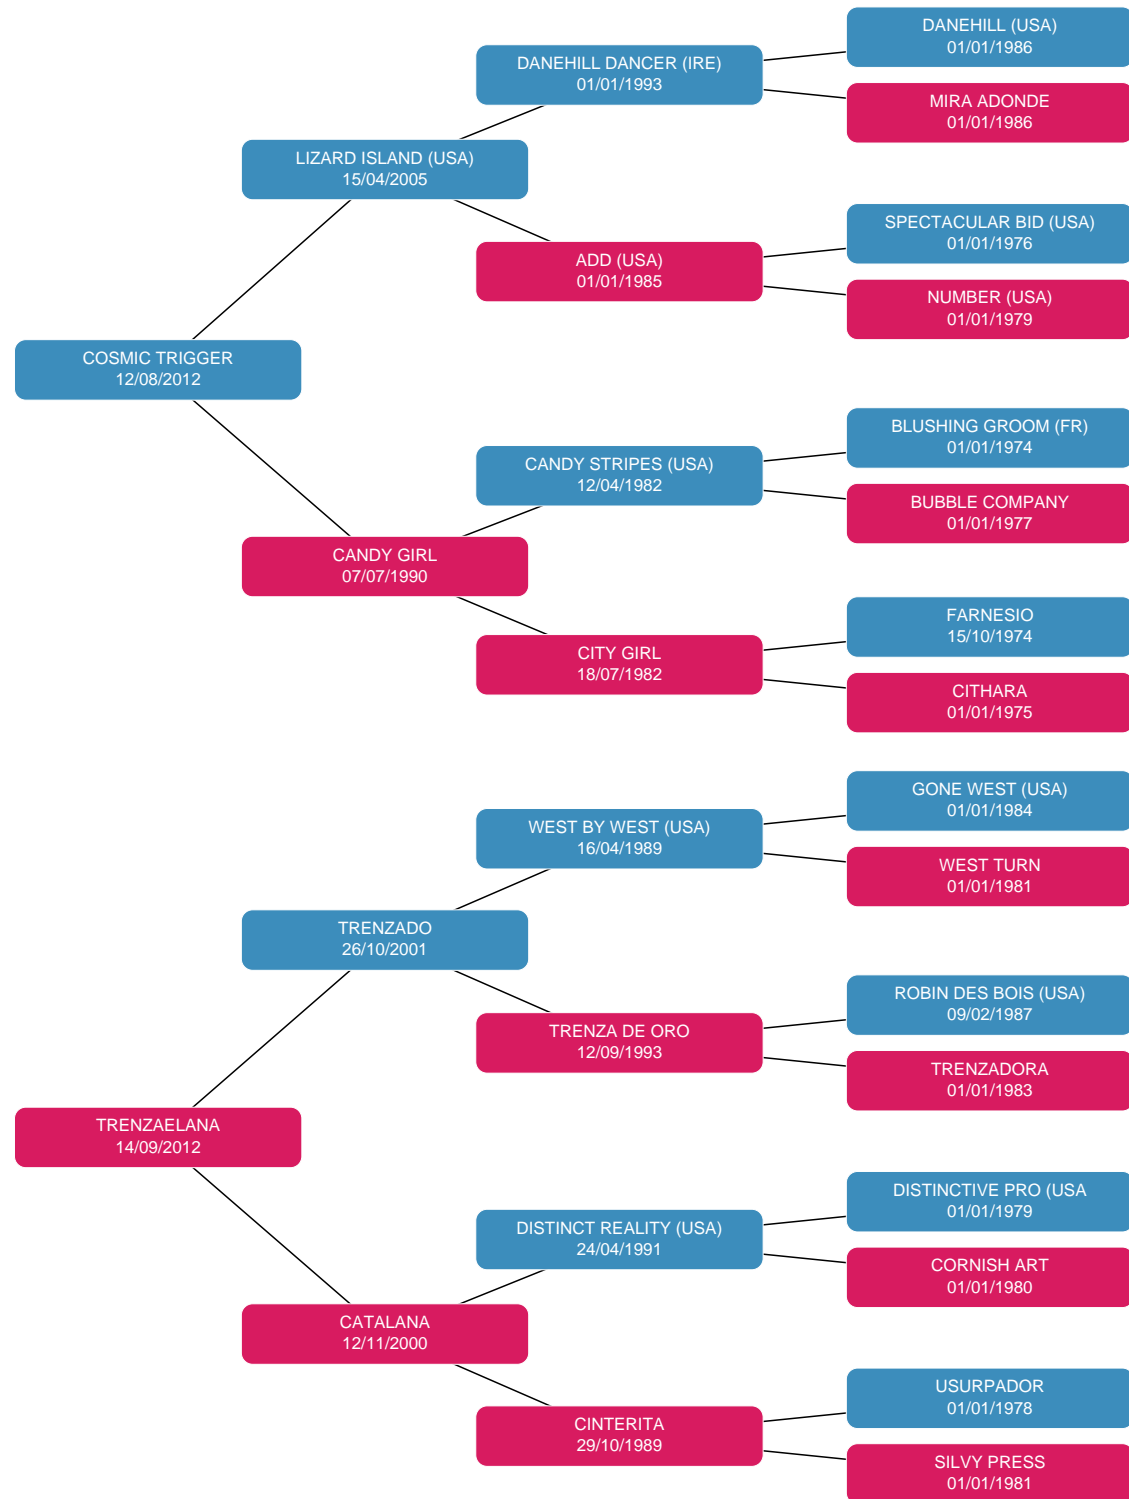 DANEHILL (USA)
01/01/1986
DANEHILL DANCER (IRE)
01/01/1993
MIRA ADONDE
01/01/1986
LIZARD ISLAND (USA)
15/04/2005
SPECTACULAR BID (USA)
01/01/1976
ADD (USA)
01/01/1985
NUMBER (USA)
01/01/1979
COSMIC TRIGGER
12/08/2012
BLUSHING GROOM (FR)
01/01/1974
CANDY STRIPES (USA)
12/04/1982
BUBBLE COMPANY
01/01/1977
CANDY GIRL
07/07/1990
FARNESIO
15/10/1974
CITY GIRL
18/07/1982
CITHARA
01/01/1975
GONE WEST (USA)
01/01/1984
WEST BY WEST (USA)
16/04/1989
WEST TURN
01/01/1981
TRENZADO
26/10/2001
ROBIN DES BOIS (USA)
09/02/1987
TRENZA DE ORO
12/09/1993
TRENZADORA
01/01/1983
TRENZAELANA
14/09/2012
DISTINCTIVE PRO (USA
01/01/1979
DISTINCT REALITY (USA)
24/04/1991
CORNISH ART
01/01/1980
CATALANA
12/11/2000
USURPADOR
01/01/1978
CINTERITA
29/10/1989
SILVY PRESS
01/01/1981